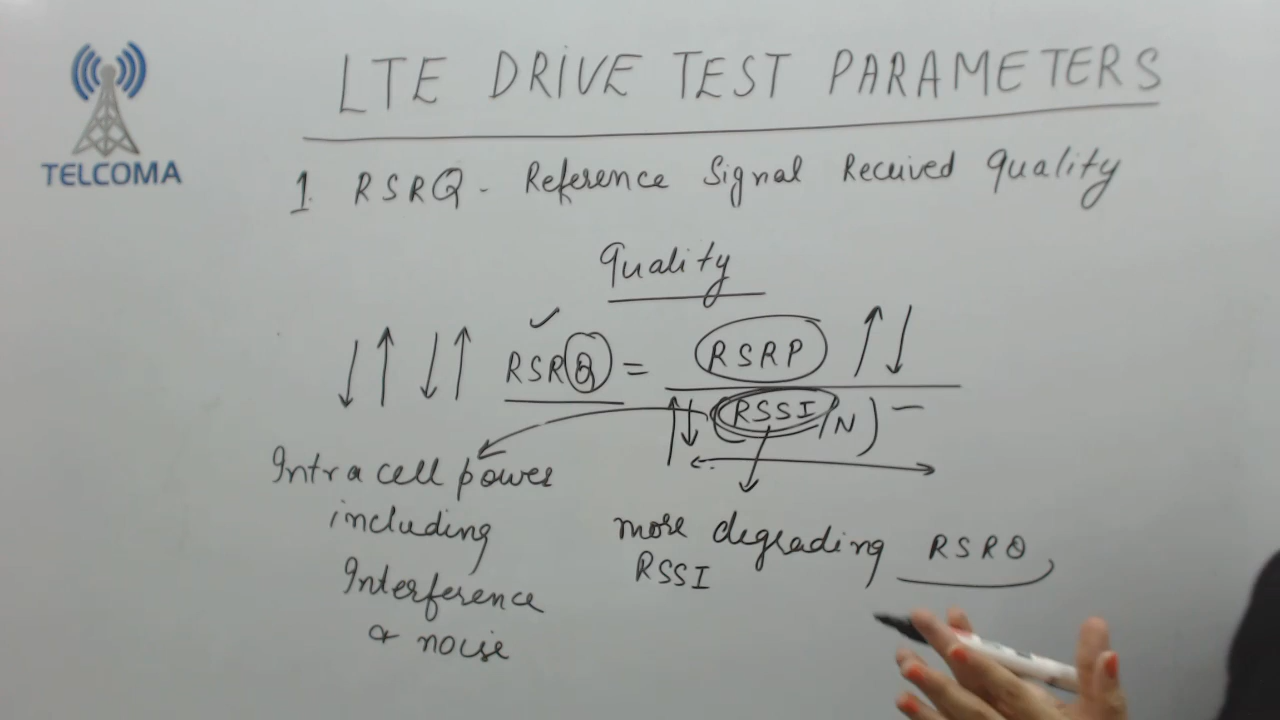 TELCOMA
LTE DRIVE TEST PARAMETERS
1. RSRQ - Reference Signal Received Quality
Quality
RSRQ = RSRP
(RSSI/N)
Intra cell power
including
Interference
& noise
more degrading RSRQ
RSSI